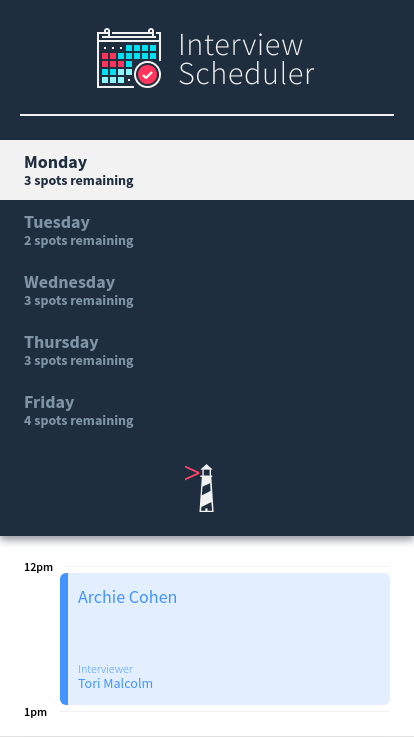 Interview
Scheduler
Monday
3 spots remaining
Tuesday
2 spots remaining
Wednesday
3 spots remaining
Thursday
3 spots remaining
Friday
4 spots remaining
12pm
Archie Cohen
Interviewer
Tori Malcolm
1pm